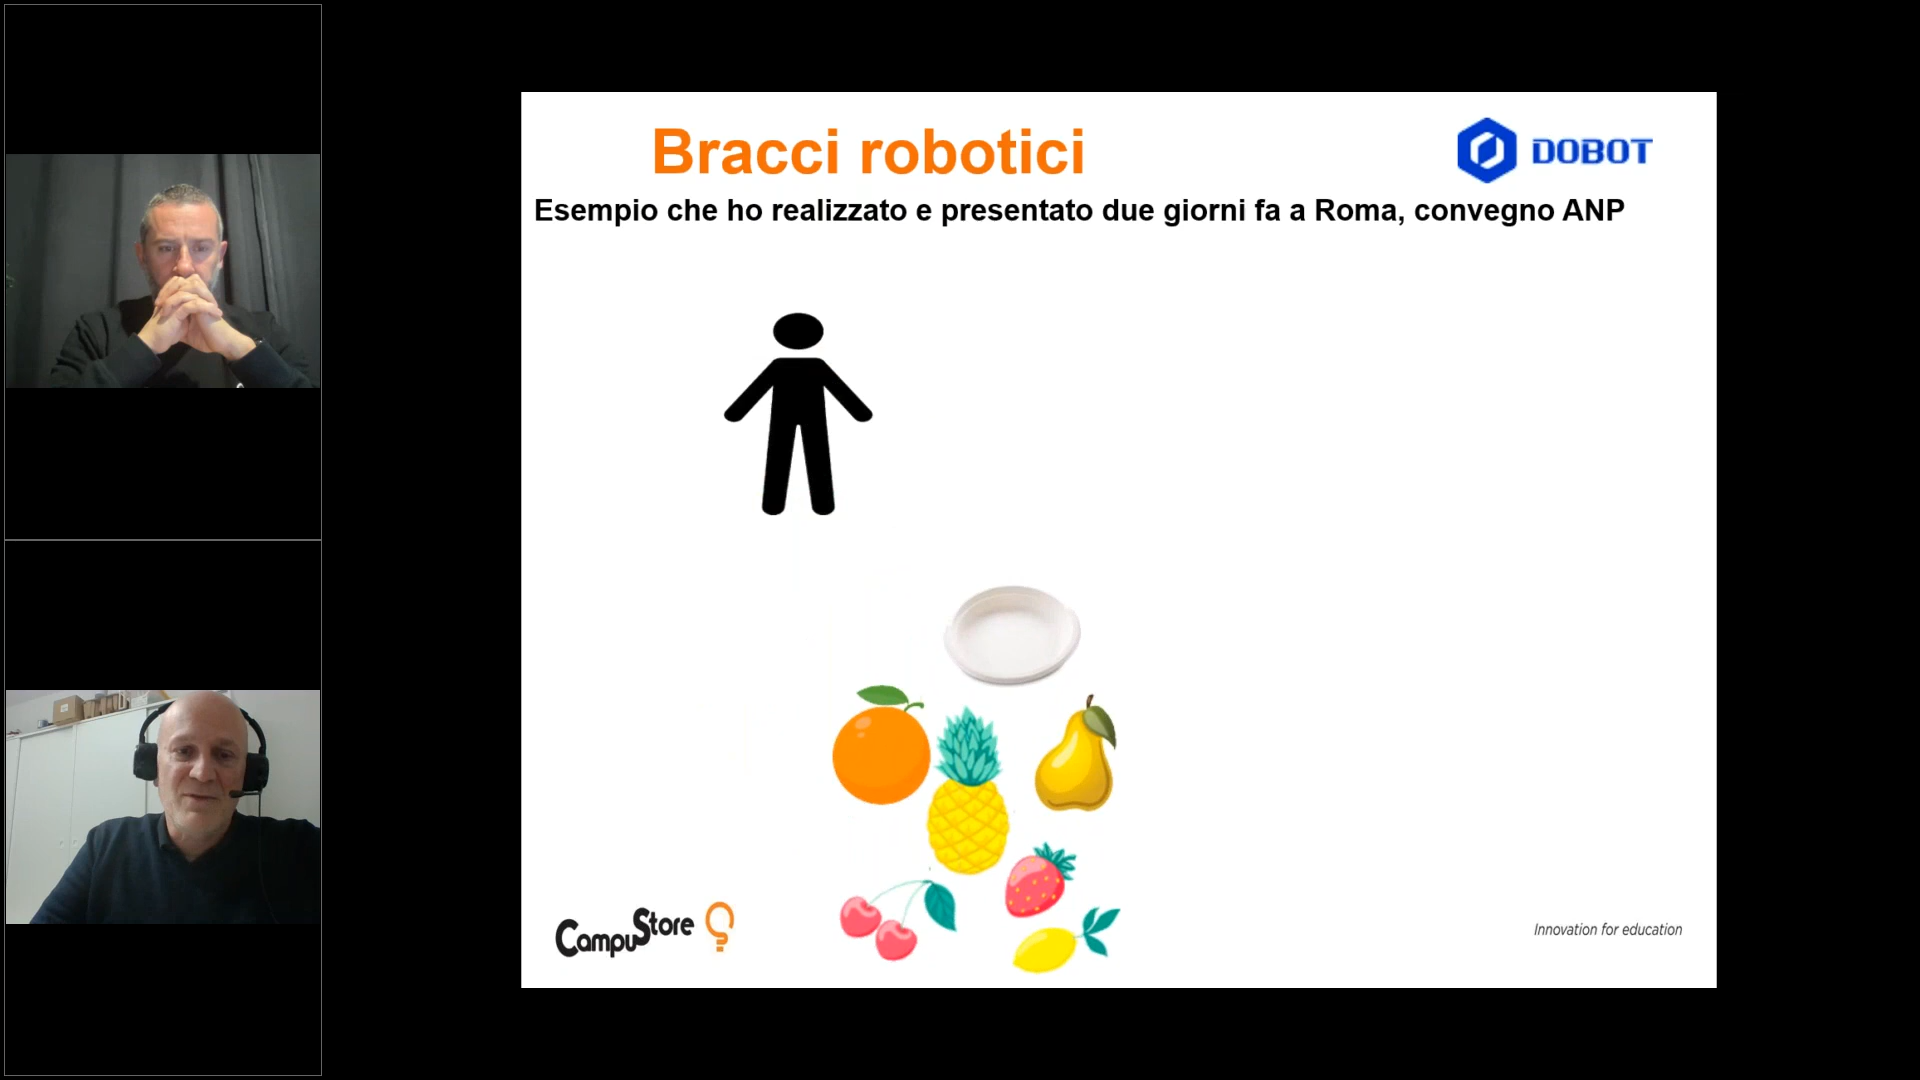 Bracci robotici
DOBOT
Esempio che ho realizzato e presentato due giorni fa a Roma, convegno ANP
CampuStore
Innovation for education